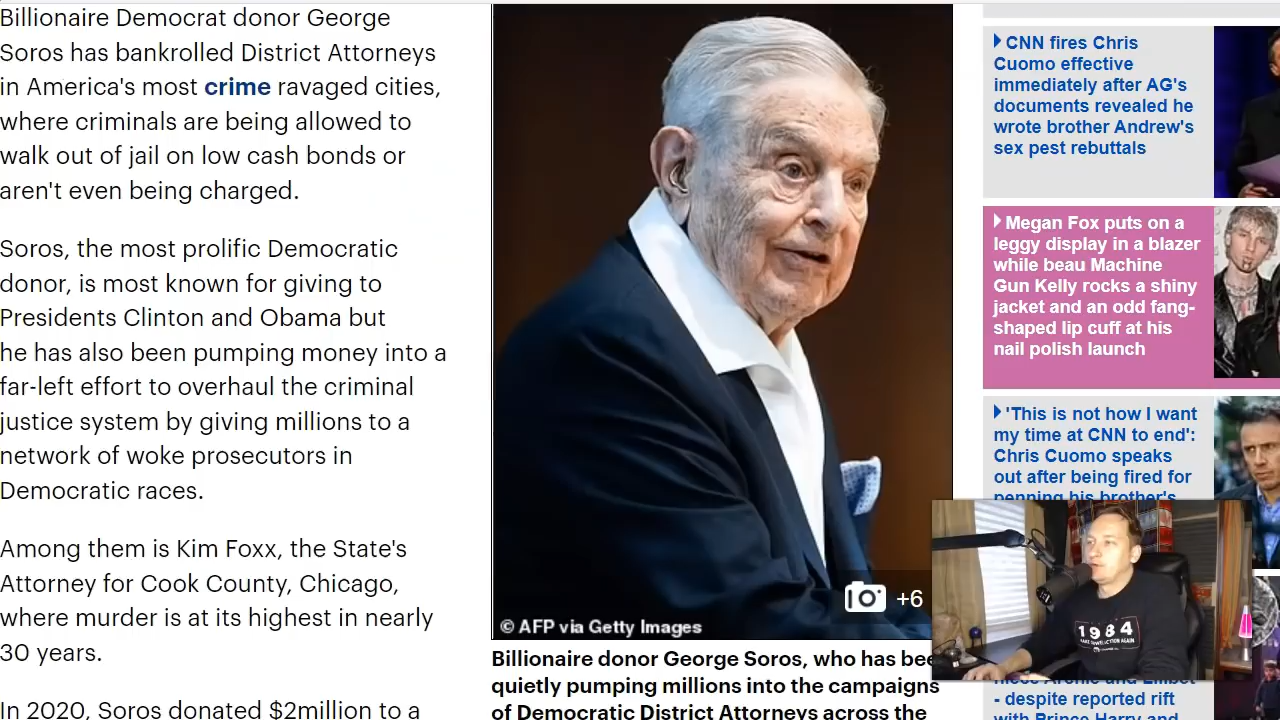 Billionaire Democrat donor George
Soros has bankrolled District Attorneys
in America's most crime ravaged cities,
where criminals are being allowed to
walk out of jail on low cash bonds or
aren't even being charged.
Soros, the most prolific Democratic
donor, is most known for giving to
Presidents Clinton and Obama but
he has also been pumping money into a
far-left effort to overhaul the criminal
justice system by giving millions to a
network of woke prosecutors in
Democratic races.
Among them is Kim Foxx, the State's
Attorney for Cook County, Chicago,
where murder is at its highest in nearly
30 years.
In 2020, Soros donated $2million to a
+6
© AFP via Getty Images
Billionaire donor George Soros, who has bee
quietly pumping millions into the campaigns
of Democratic District Attorneys across the
CNN fires Chris
Cuomo effective
immediately after AG's
documents revealed he
wrote brother Andrew's
sex pest rebuttals
Megan Fox puts on a
leggy display in a blazer
while beau Machine
Gun Kelly rocks a shiny
jacket and an odd fang-
shaped lip cuff at his
nail polish launch
'This is not how I want
my time at CNN to end':
Chris Cuomo speaks
out after being fired for
penning his brother's
1984
- despite reported rift
with Prince Harry and